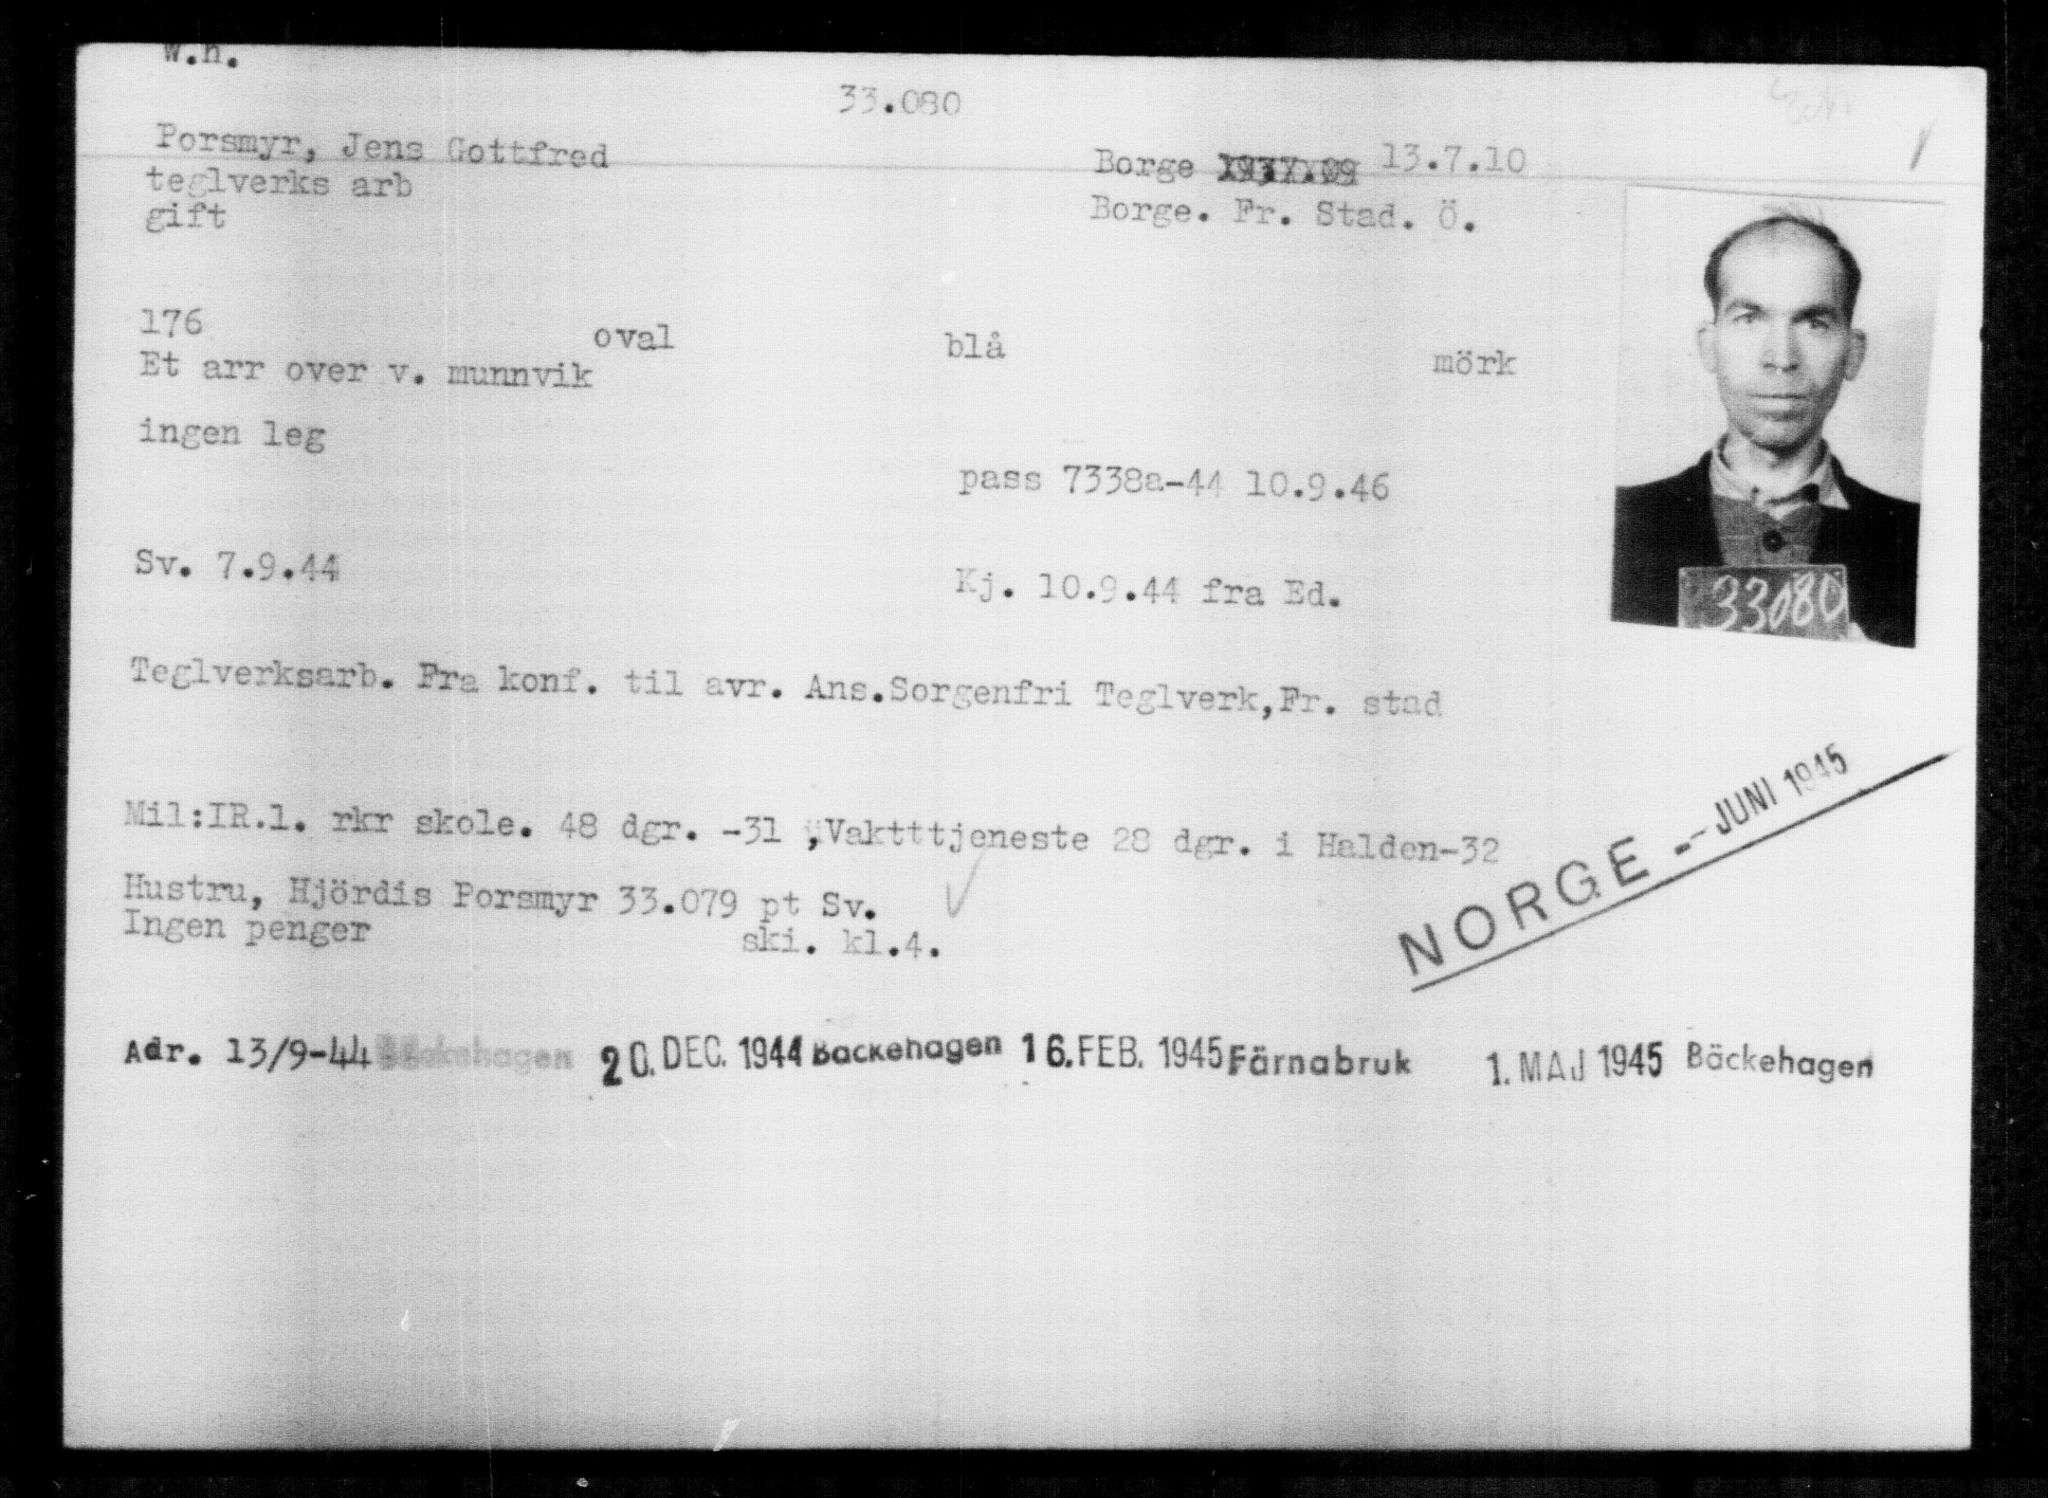 W.h.
33.080
Porsmyr, Jens Gottfred
Borge 13.7.10
teglverks arb
gift
Borge. Fr. Stad. Ö.
176 oval blå mörk
Et arr over v. munnvik
ingen leg
pass 7338a-44 10.9.46
Sv. 7.9.44
Kj. 10.9.44 fra Ed.
33080
Teglverksarb. Fra konf. til avr. Ans.Sorgenfri Teglverk,Fr. stad
Mil:IR.1. rkr skole. 48 dgr. -31 ,Vaktttjeneste 28 dgr. i Halden-32
NORGE -- JUNI 1945
Hustru, Hjördis Porsmyr 33.079 pt Sv.
Ingen penger ski. kl.4.
Adr. 13/9-44 Bäckehagen 20. DEC. 1944 Bäckehagen 16. FEB. 1945 Färnabruk 1. MAJ 1945 Bäckehagen